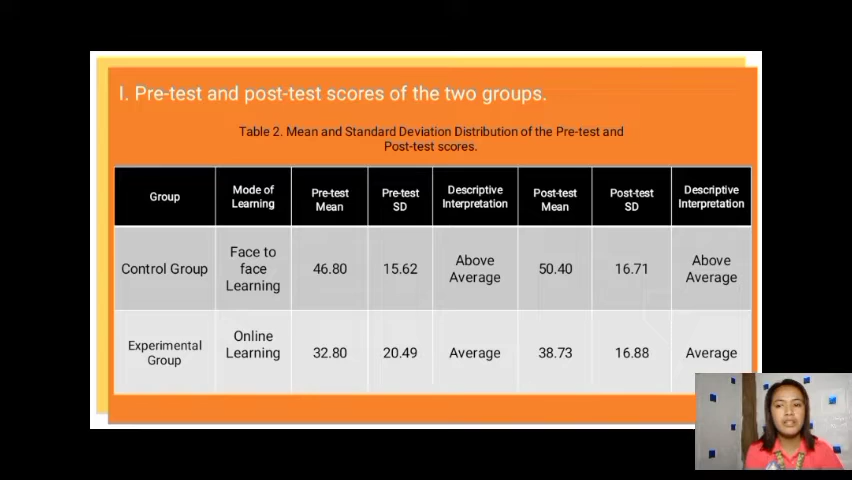 I. Pre-test and post-test scores of the two groups.
Table 2. Mean and Standard Deviation Distribution of the Pre-test and
Post-test scores.
Group
Mode of
Learning
Pre-test
Mean
Pre-test
SD
Descriptive
Interpretation
Post-test
Mean
Post-test
SD
Descriptive
Interpretation
Control Group
Face to
face
Learning
46.80
15.62
Above
Average
50.40
16.71
Above
Average
Experimental
Group
Online
Learning
32.80
20.49
Average
38.73
16.88
Average